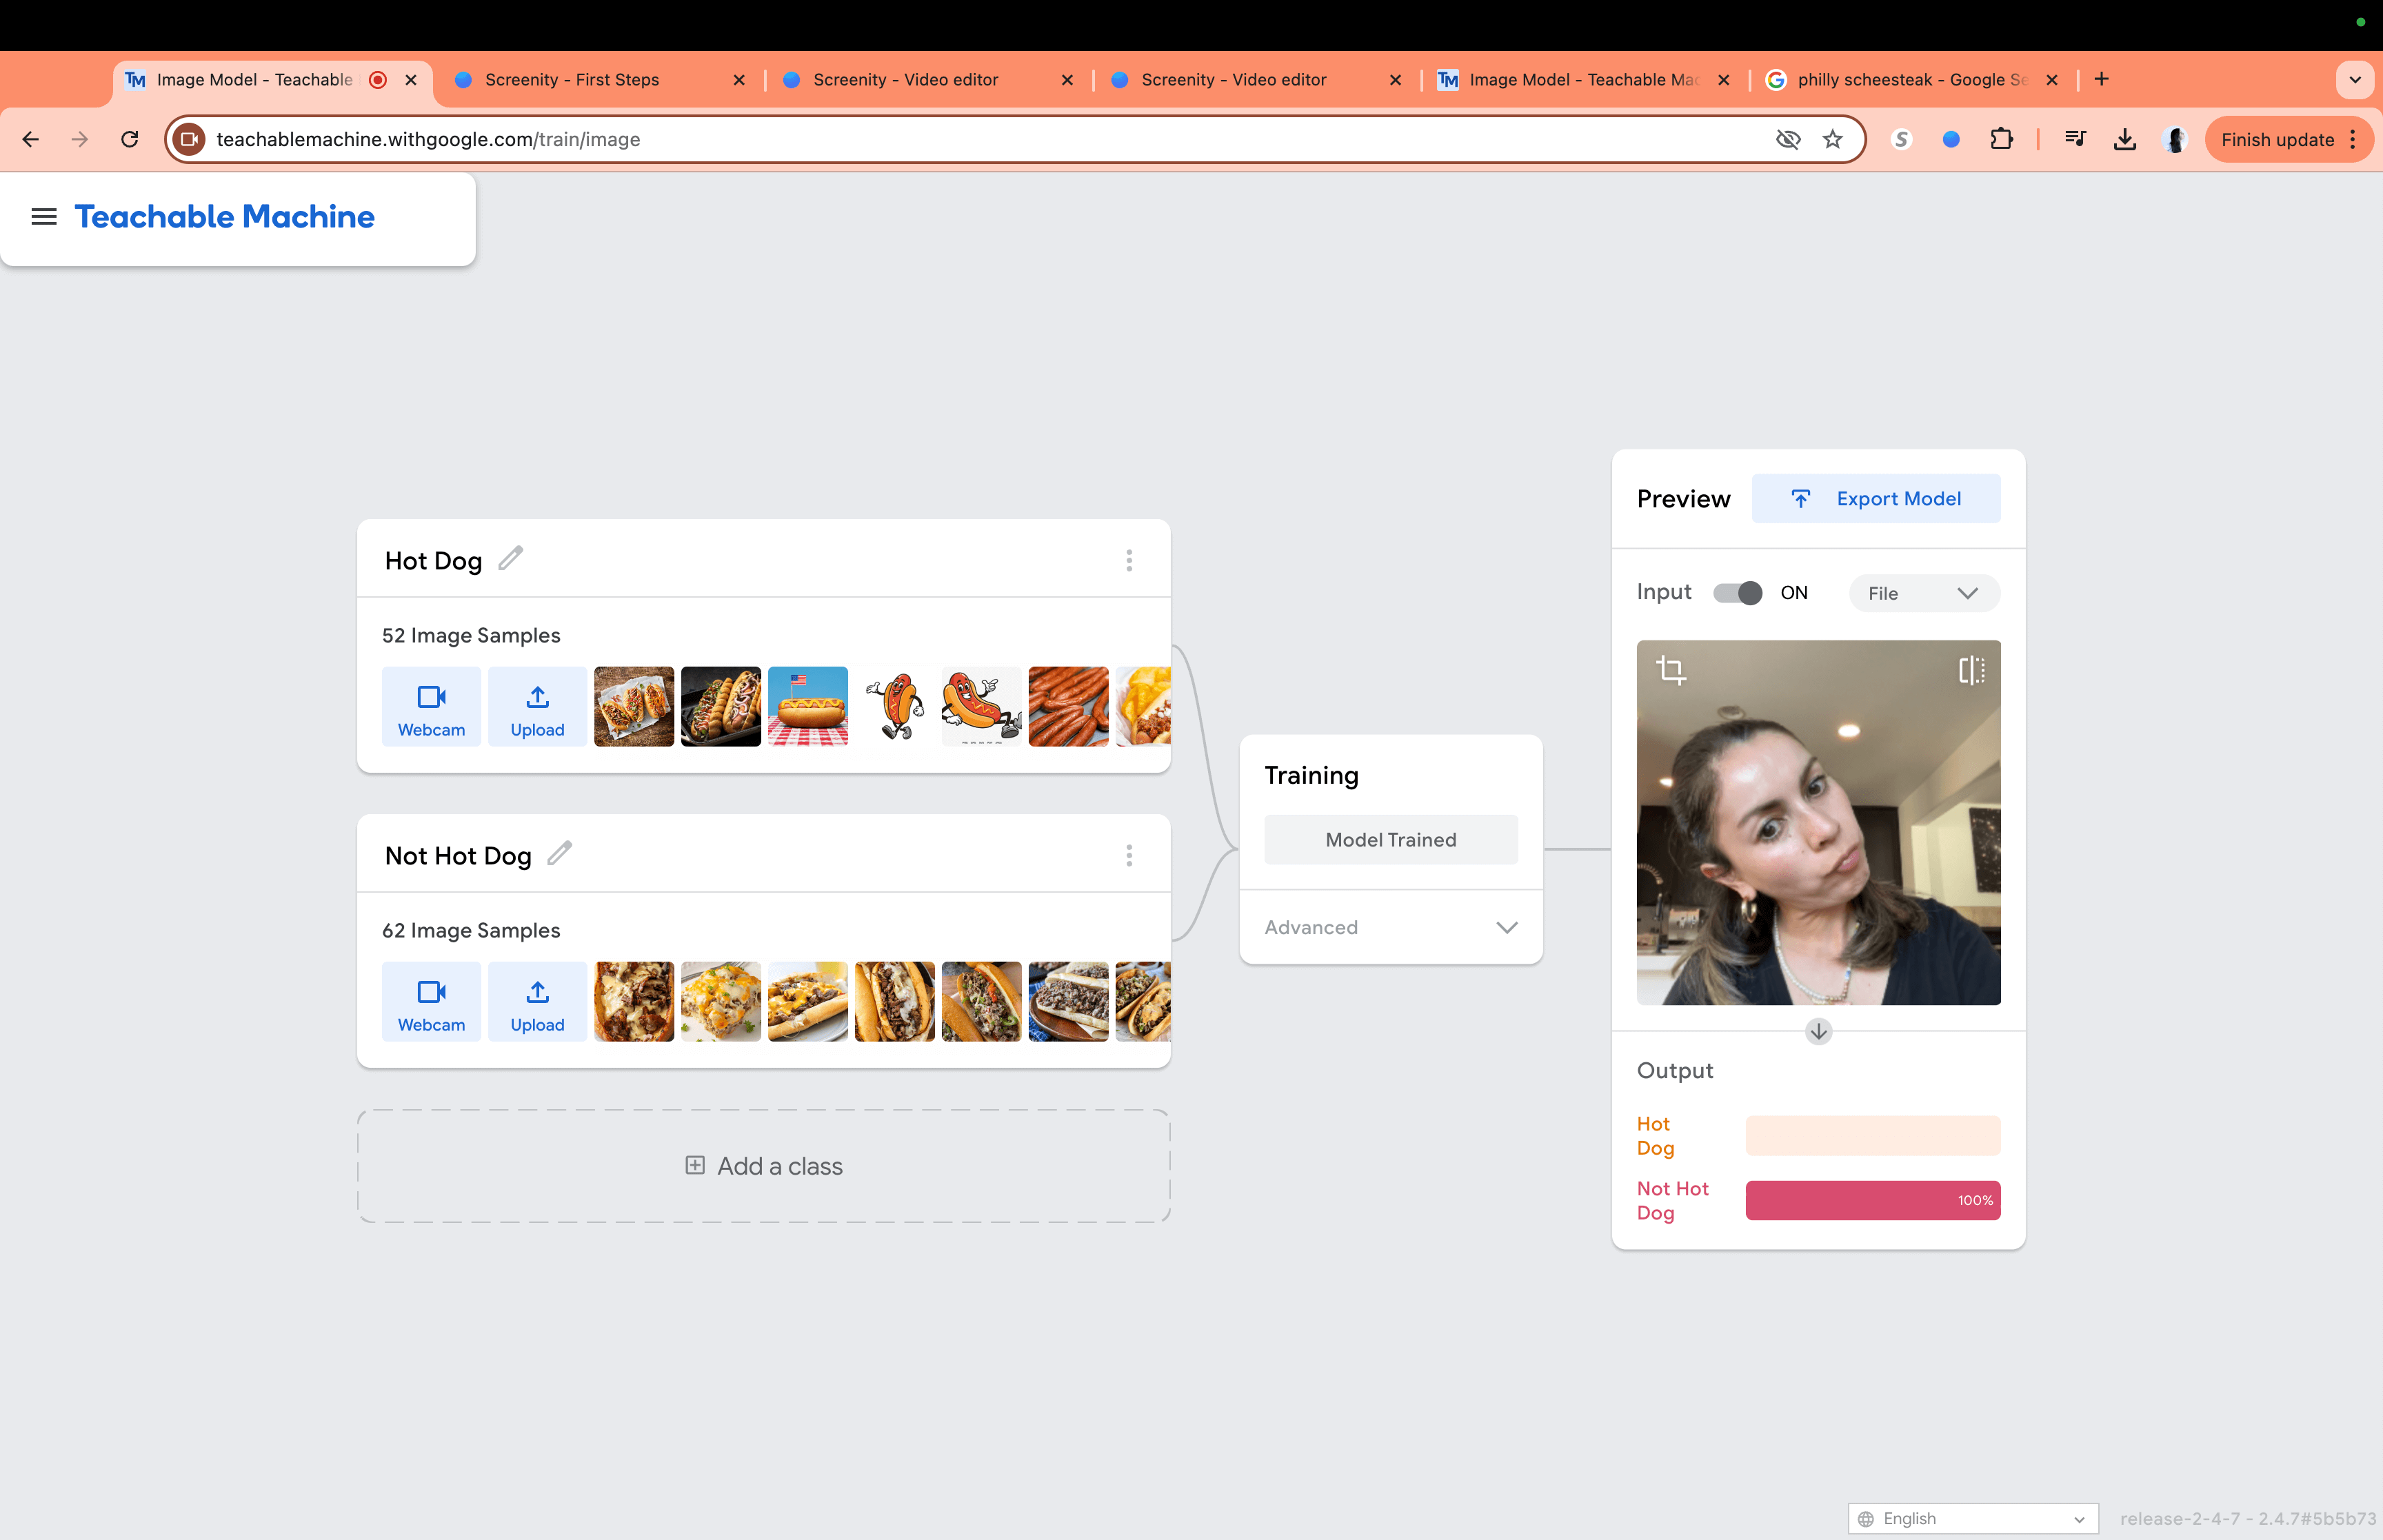 Image Model - Teachable
Screenity - First Steps
Screenity - Video editor
Screenity - Video editor
Image Model - Teachable Mac
philly scheesteak - Google Se
teachablemachine.withgoogle.com/train/image
Finish update
Teachable Machine
Preview
Export Model
Hot Dog
Input
ON
File
52 Image Samples
Webcam
Upload
Training
Model Trained
Not Hot Dog
Advanced
62 Image Samples
Webcam
Upload
Output
Hot
Dog
Add a class
Not Hot
Dog
100%
English
release-2-4-7 - 2.4.7#5b5b73